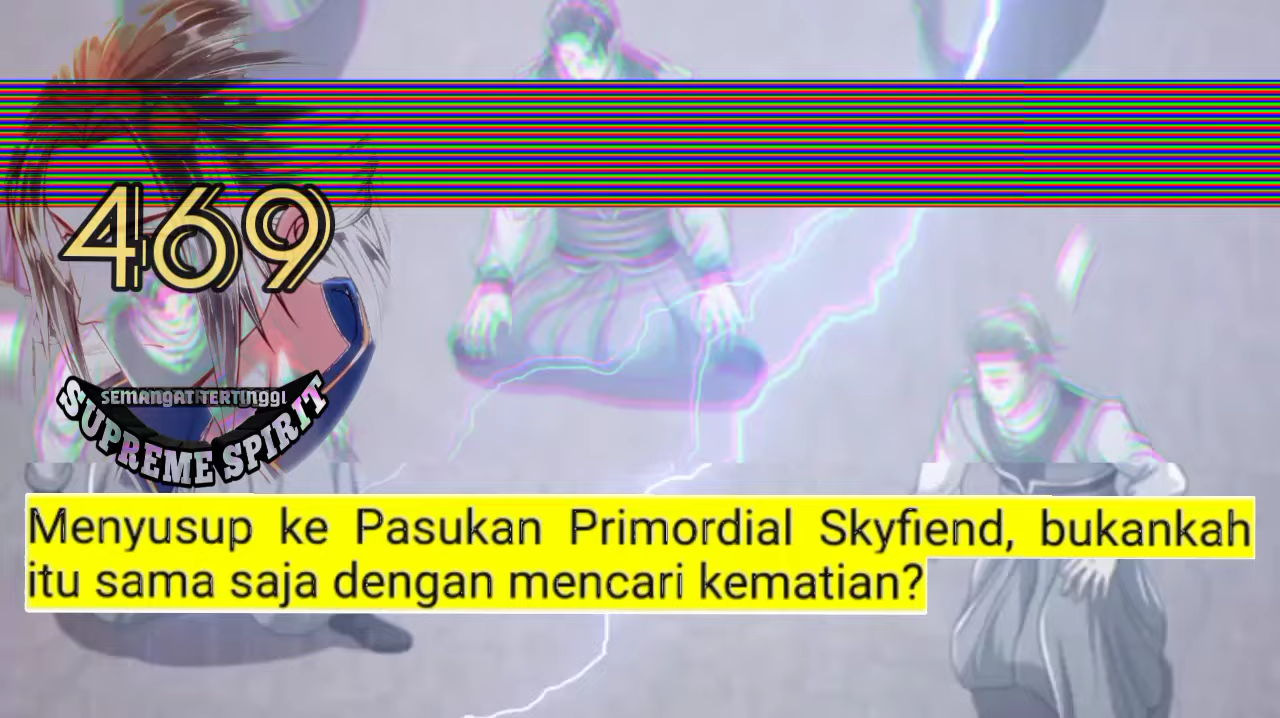 469
SEMANGAT TERTINGGI
SUPREME SPIRIT
Menyusup ke Pasukan Primordial Skyfiend, bukankah
itu sama saja dengan mencari kematian?